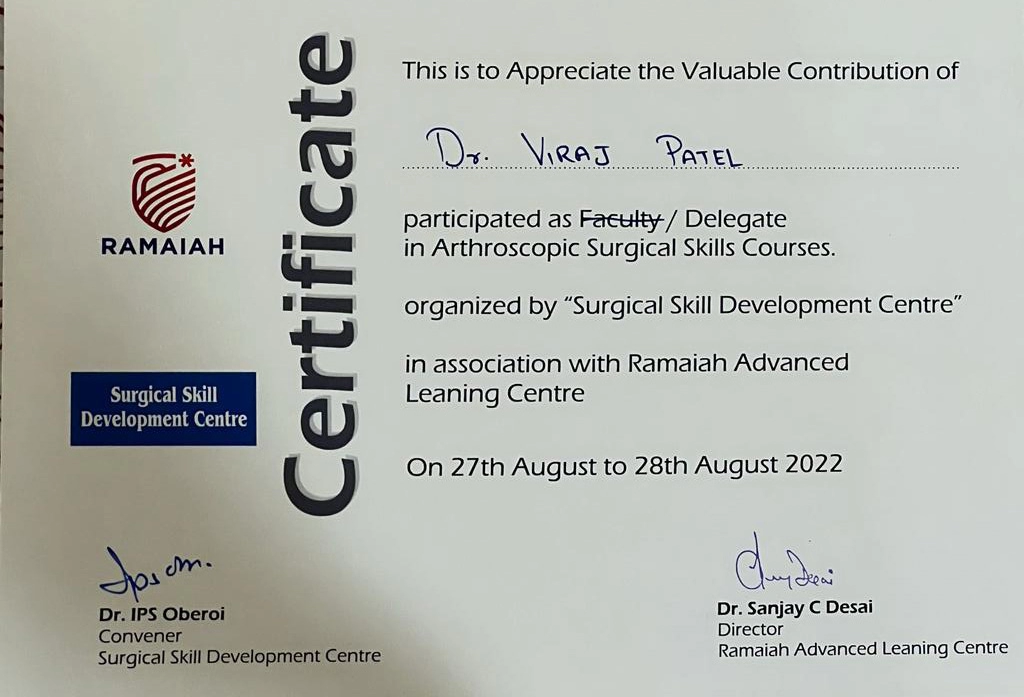 Certificate
This is to Appreciate the Valuable Contribution of
Dr. VIRAJ PATEL
participated as Faculty / Delegate
in Arthroscopic Surgical Skills Courses.
organized by “Surgical Skill Development Centre”
in association with Ramaiah Advanced
Leaning Centre
On 27th August to 28th August 2022
RAMAIAH
Surgical Skill
Development Centre
Dr. IPS Oberoi
Convener
Surgical Skill Development Centre
Dr. Sanjay C Desai
Director
Ramaiah Advanced Leaning Centre